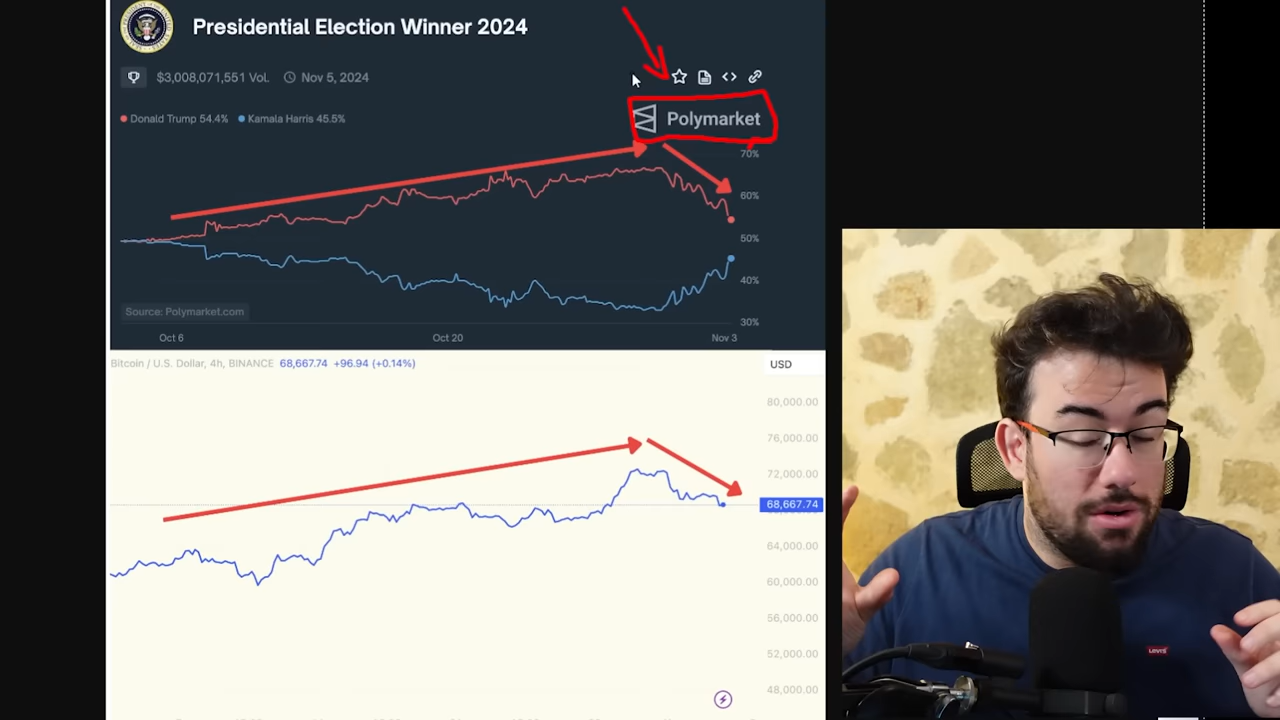 Presidential Election Winner 2024
$3,008,071,551 Vol. Nov 5, 2024
Donald Trump 54.4% Kamala Harris 45.5%
Polymarket
70%
60%
50%
40%
30%
Source: Polymarket.com
Oct 6 Oct 20 Nov 3
Bitcoin / U.S. Dollar, 4h, BINANCE 68,667.74 +96.94 (+0.14%)
USD
80,000.00
76,000.00
72,000.00
68,667.74
64,000.00
60,000.00
56,000.00
52,000.00
48,000.00
Levi's